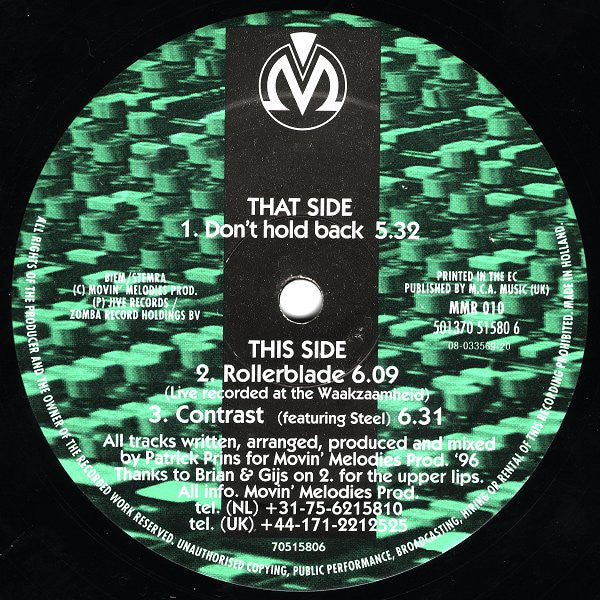 THAT SIDE
1. Don't hold back 5.32
BIEM/STEMRA
(C) MOVIN' MELODIES PROD.
(P) JIVE RECORDS /
ZOMBA RECORD HOLDINGS BV
PRINTED IN THE EC
PUBLISHED BY M.C.A. MUSIC (UK)
MMR 010
501370 51580 6
08-033503-20
THIS SIDE
2. Rollerblade 6.09
(Live recorded at the Waakzaamheid)
3. Contrast (featuring Steel) 6.31
All tracks written, arranged, produced and mixed
by Patrick Prins for Movin' Melodies Prod. '96
Thanks to Brian & Gijs on 2. for the upper lips.
All info. Movin' Melodies Prod.
tel. (NL) +31-75-6215810
tel. (UK) +44-171-2212525
70515806
ALL RIGHTS OF THE PRODUCER AND THE OWNER OF THE RECORDED WORK RESERVED. UNAUTHORISED COPYING, PUBLIC PERFORMANCE, BROADCASTING, HIRING OR RENTAL OF THIS RECORDING PROHIBITED. MADE IN HOLLAND.